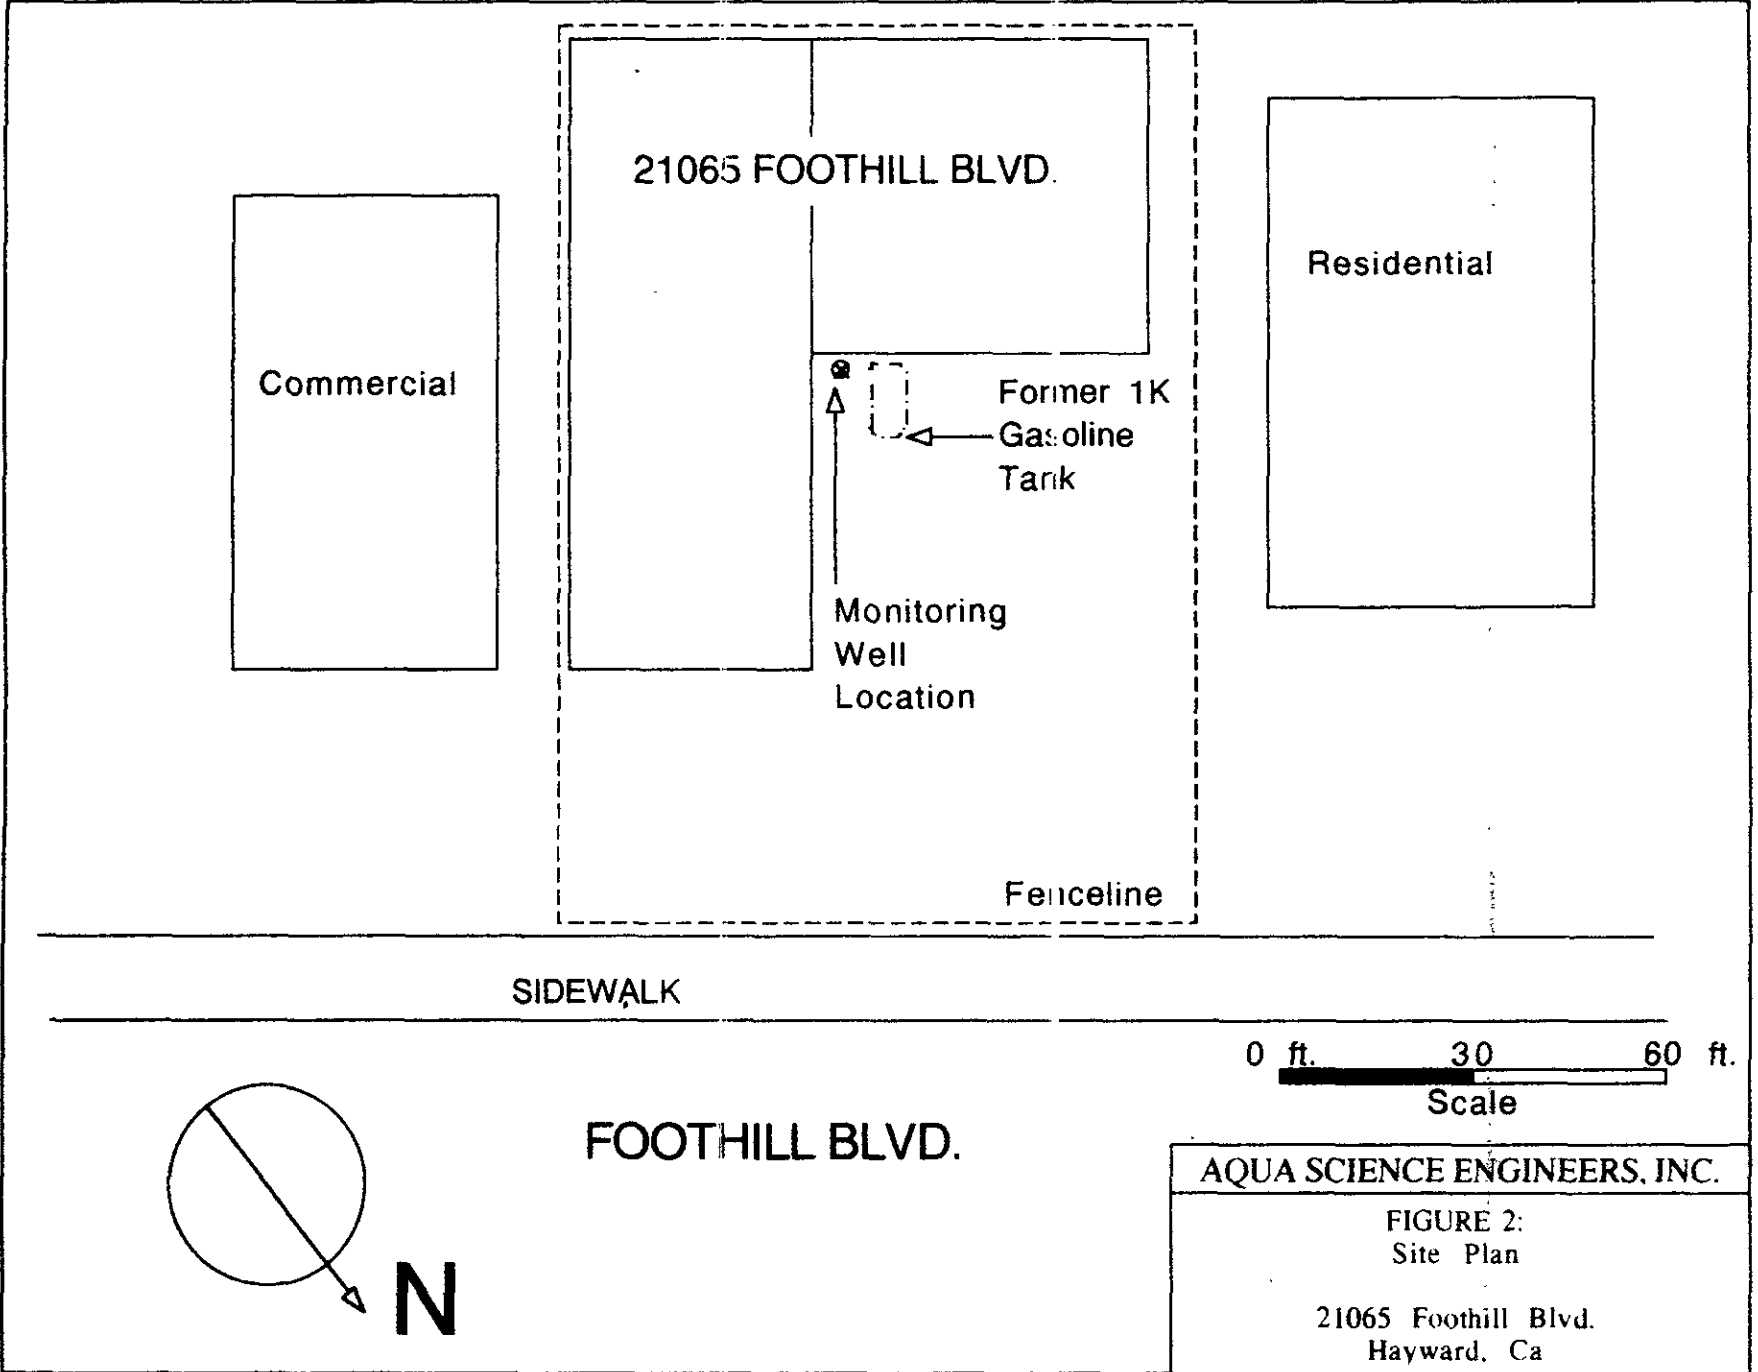 21065 FOOTHILL BLVD.
Residential
Commercial
Former 1K
Gasoline
Tank
Monitoring
Well
Location
Fenceline
SIDEWALK
0 ft. 30 60 ft.
Scale
FOOTHILL BLVD.
N
AQUA SCIENCE ENGINEERS, INC.
FIGURE 2:
Site Plan
21065 Foothill Blvd.
Hayward, Ca